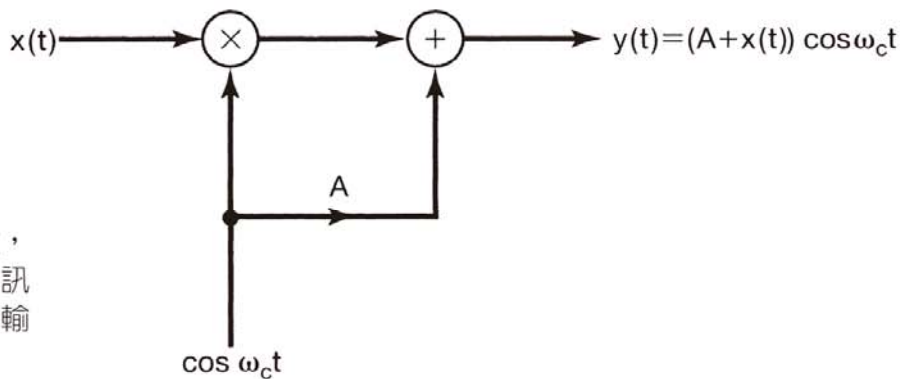 x(t)
×
+
y(t)=(A+x(t)) cosω_ct
A
，
訊
輸
cos ω_ct